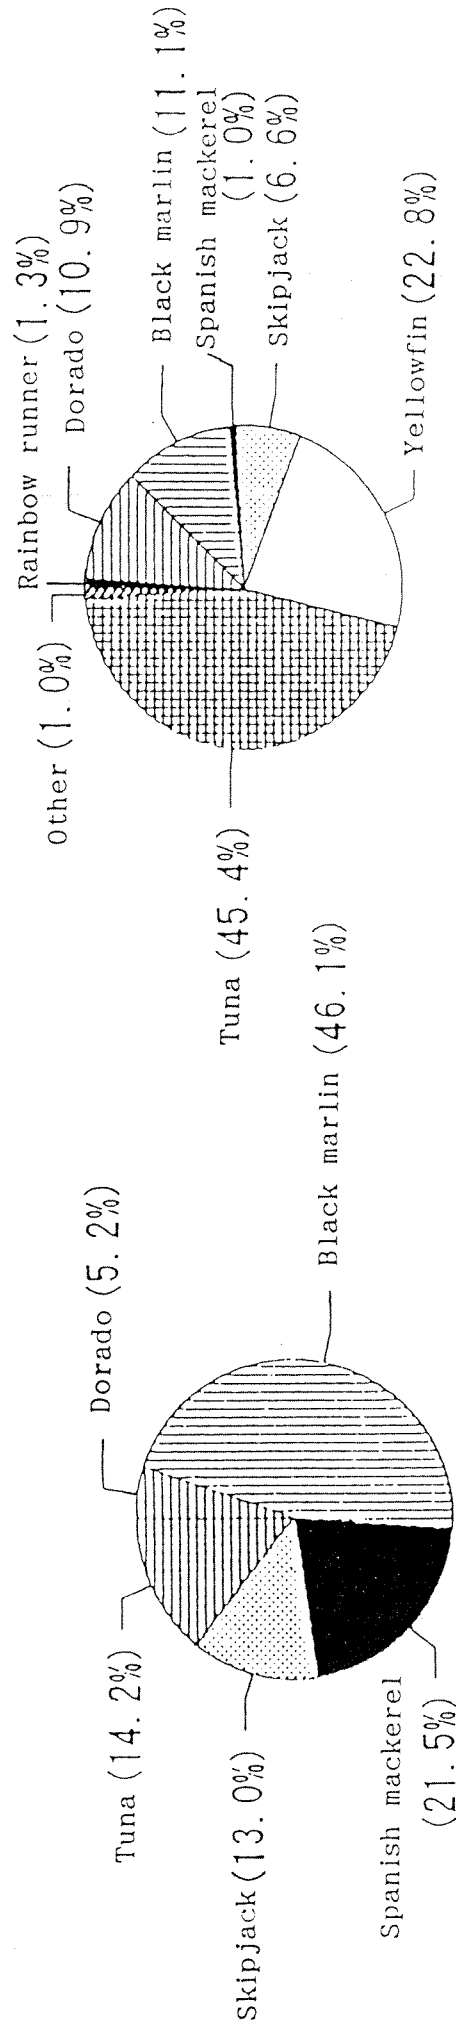 Dorado (5.2%)
Tuna (14.2%)
Skipjack (13.0%)
Spanish mackerel
(21.5%)
Black marlin (46.1%)
Rainbow runner (1.3%)
Other (1.0%)
Dorado (10.9%)
Black marlin (11.1%)
Spanish mackerel
(1.0%)
Skipjack (6.6%)
Tuna (45.4%)
Yellowfin (22.8%)